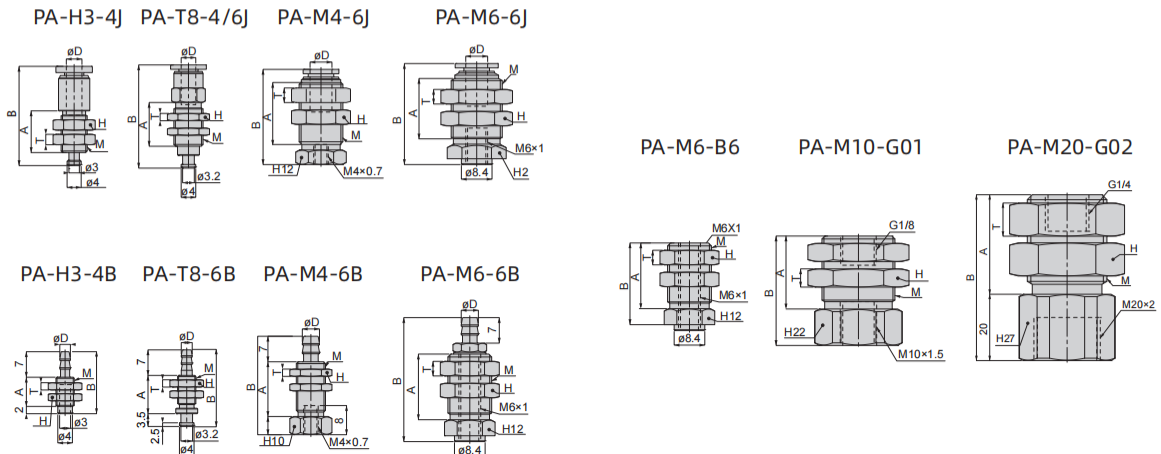 PA-H3-4J
PA-T8-4/6J
PA-M4-6J
PA-M6-6J
øD
B
A
T
H
M
ø3
ø4
øD
B
A
T
H
M
ø3.2
ø4
øD
B
A
T
H
M
H12
M4×0.7
øD
B
A
T
M
H
M6×1
H2
ø8.4
PA-H3-4B
PA-T8-6B
PA-M4-6B
PA-M6-6B
øD
7
A
T
2
M
B
H
ø3
ø4
øD
7
A
T
3.5
2.5
M
H
B
ø3.2
ø4
øD
7
B
A
T
M
H
8
H10
M4×0.7
øD
7
B
A
T
M
H
M6×1
H12
ø8.4
PA-M6-B6
PA-M10-G01
PA-M20-G02
M6X1
M
B
A
T
H
M6×1
H12
ø8.4
G1/8
B
A
T
H
M
H22
M10×1.5
G1/4
B
A
T
H
M
20
H27
M20×2